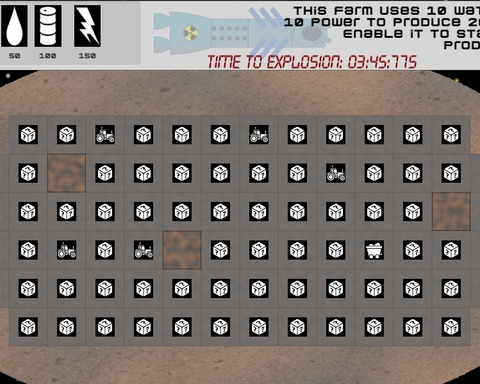 This farm uses 10 wat
10 power to produce 20
Enable it to sta
prod
50 100 150
TIME TO EXPLOSION: 03:45:775